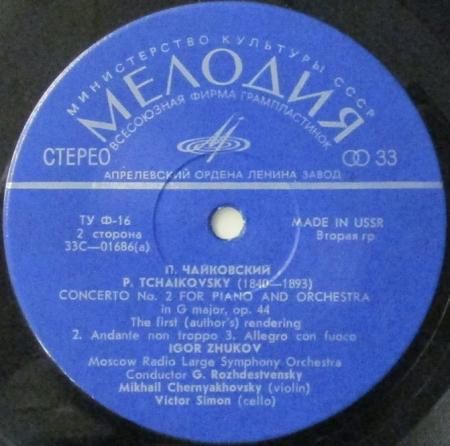 МИНИСТЕРСТВО КУЛЬТУРЫ СССР
МЕЛОДИЯ
ВСЕСОЮЗНАЯ ФИРМА ГРАМПЛАСТИНОК
СТЕРЕО
33
АПРЕЛЕВСКИЙ ОРДЕНА ЛЕНИНА ЗАВОД
ТУ Ф-16
2 сторона
33С—01686(а)
MADE IN USSR
Вторая гр.
П. ЧАЙКОВСКИЙ
P. TCHAIKOVSKY (1840—1893)
CONCERTO No. 2 FOR PIANO AND ORCHESTRA
in G major, op. 44
The first (author's) rendering
2. Andante non troppo 3. Allegro con fuoco
IGOR ZHUKOV
Moscow Radio Large Symphony Orchestra
Conductor G. Rozhdestvensky
Mikhail Chernyakhovsky (violin)
Victor Simon (cello)